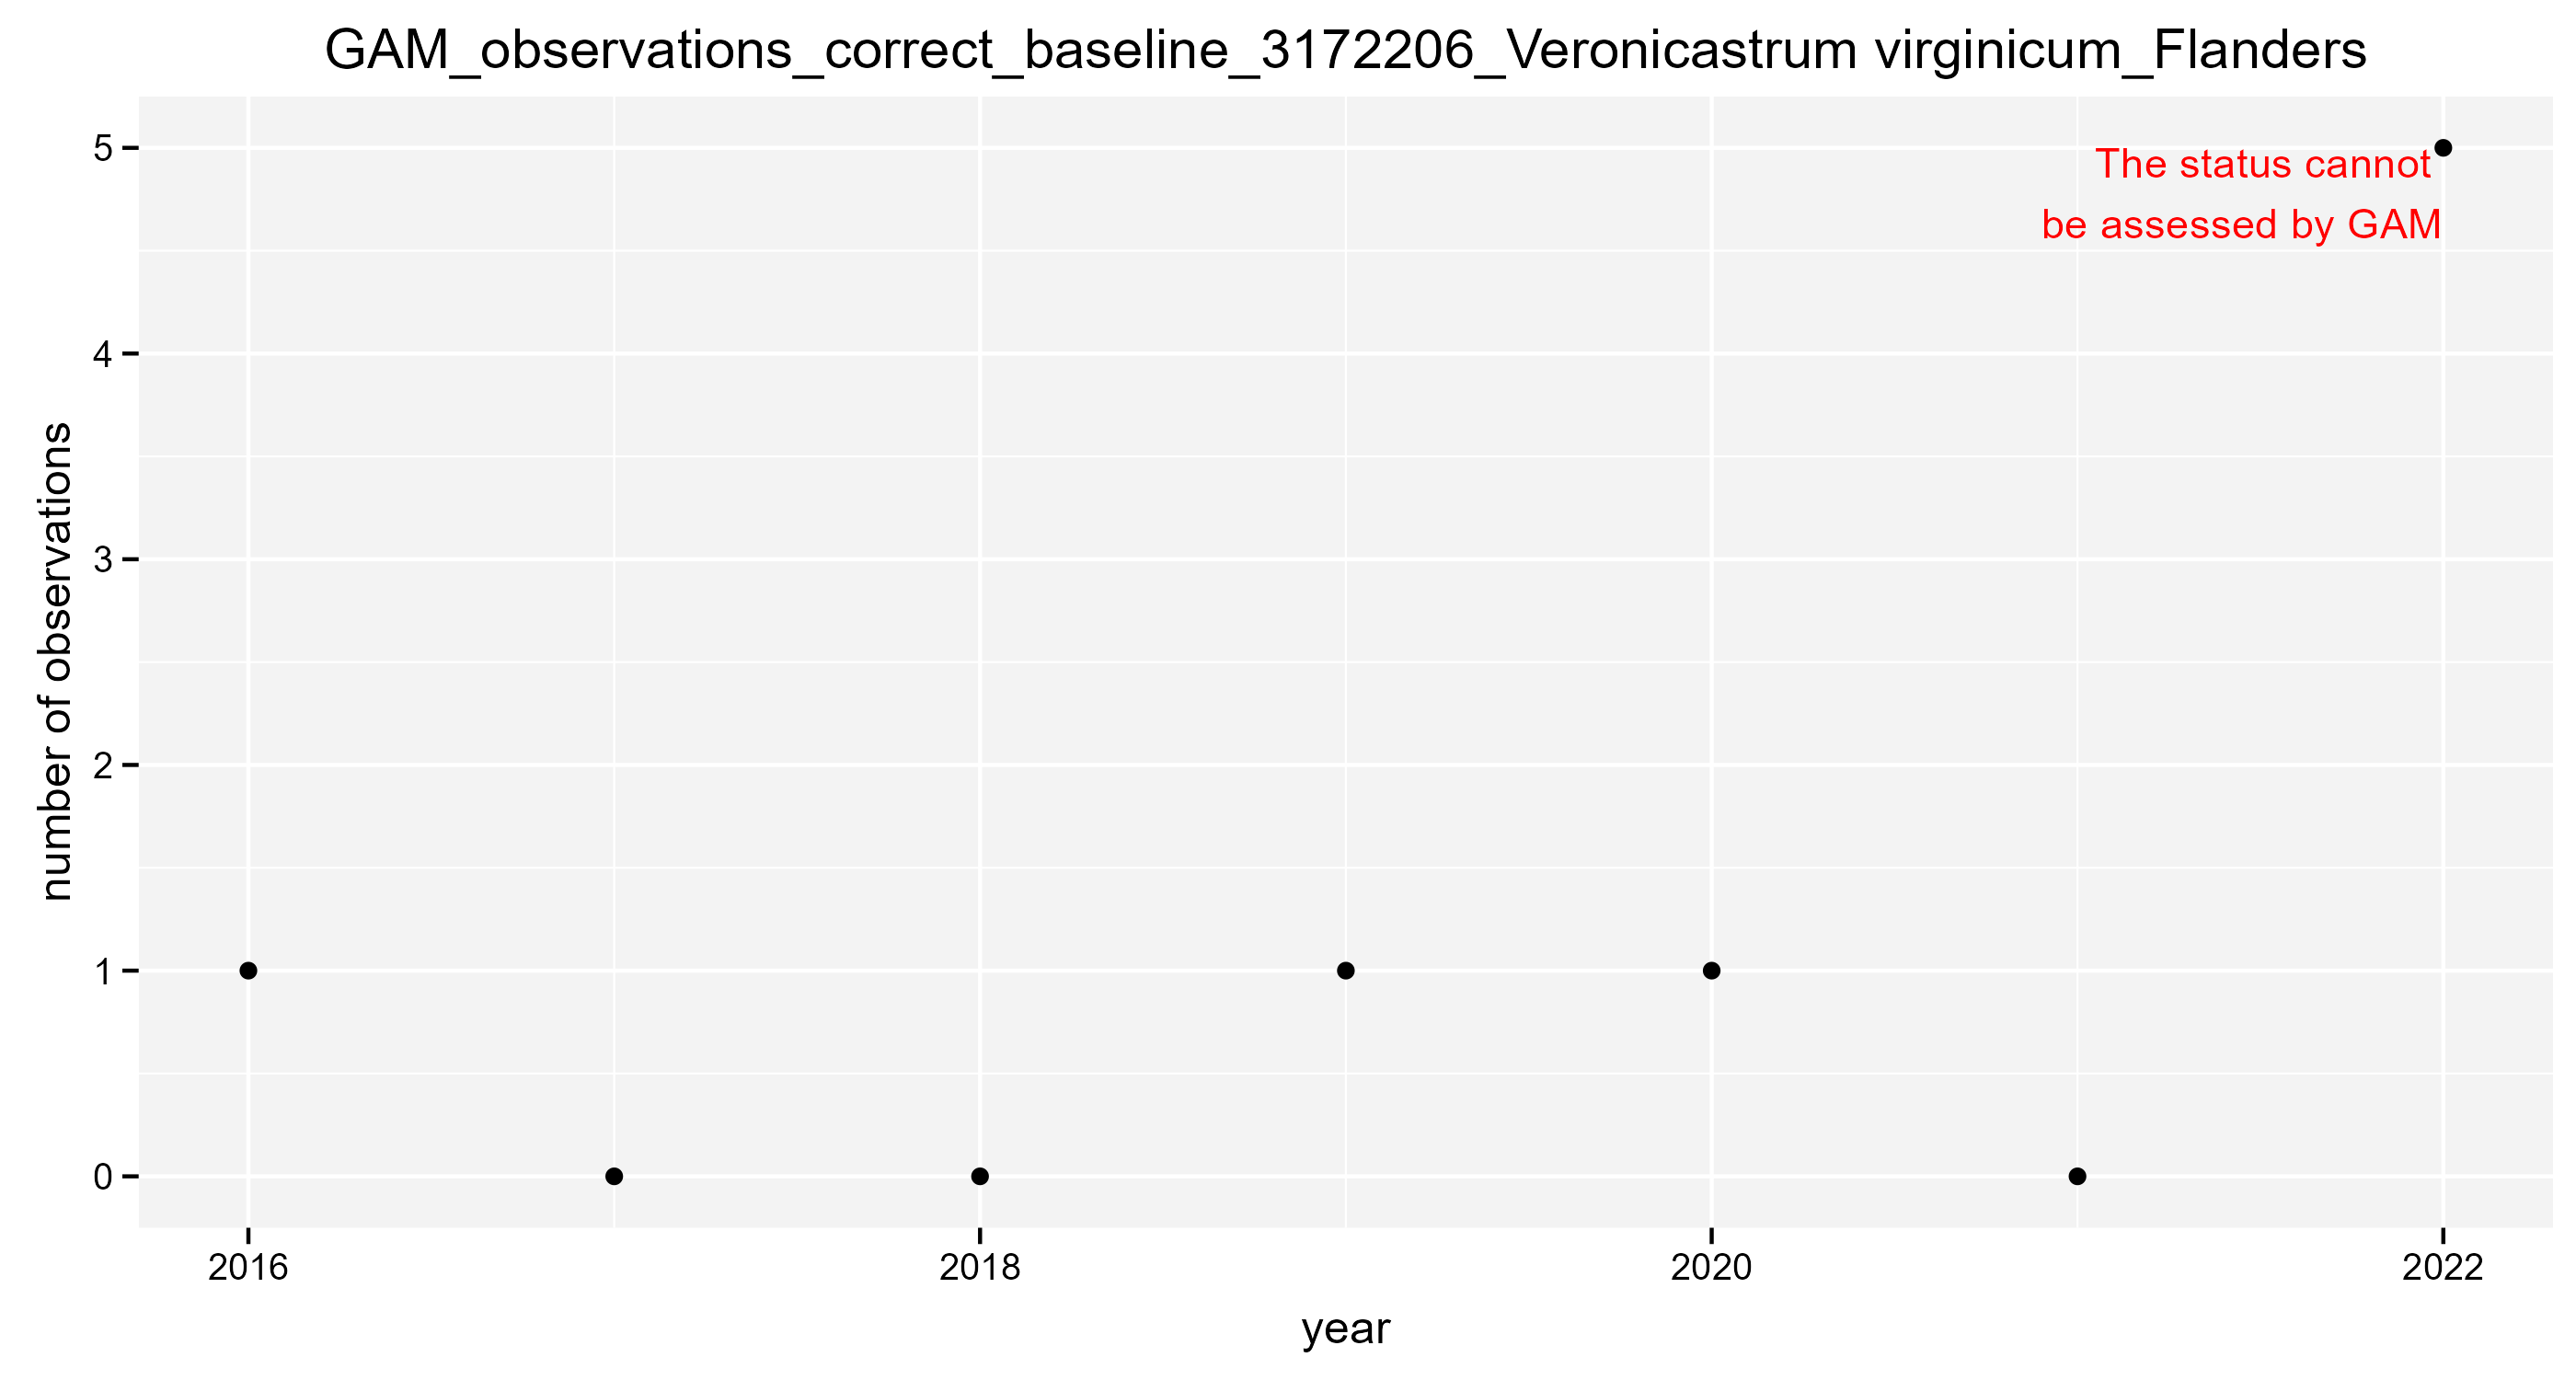 GAM_observations_correct_baseline_3172206_Veronicastrum virginicum_Flanders
5
The status cannot
be assessed by GAM
4
3
number of observations
2
1
0
2016 2018 2020 2022
year